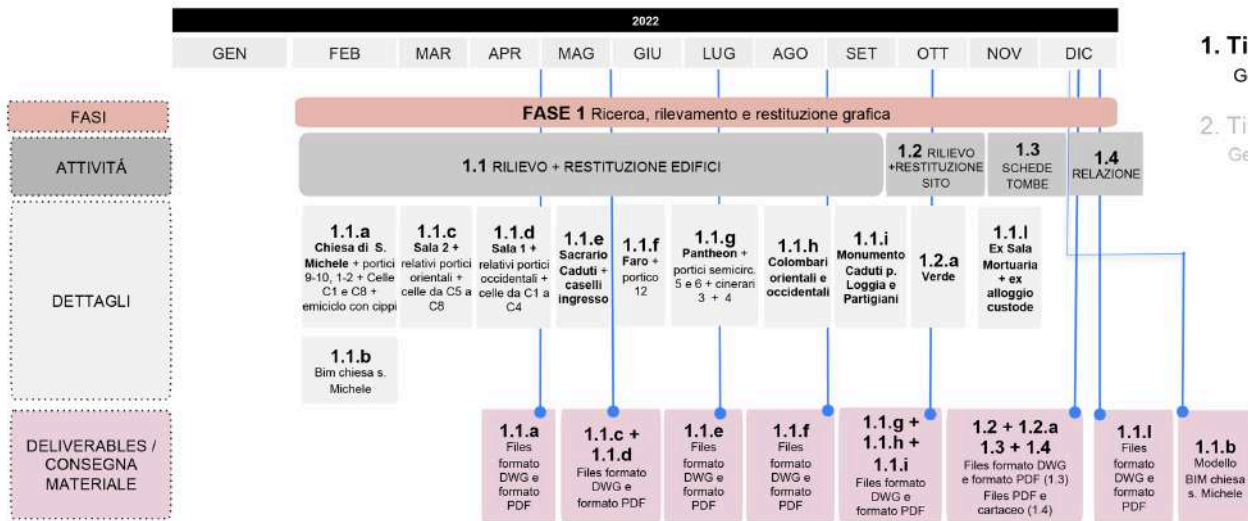 2022
GEN FEB MAR APR MAG GIU LUG AGO SET OTT NOV DIC
1. Ti
G
2. Ti
Ge
FASI
FASE 1 Ricerca, rilevamento e restituzione grafica
ATTIVITÁ
1.1 RILIEVO + RESTITUZIONE EDIFICI
1.2 RILIEVO
+RESTITUZIONE
SITO
1.3
SCHEDE
TOMBE
1.4
RELAZIONE
DETTAGLI
1.1.a
Chiesa di S.
Michele + portici
9-10, 1-2 + Celle
C1 e C8 +
emiciclo con cippi
1.1.c
Sala 2 +
relativi portici
orientali +
celle da C5 a
C8
1.1.d
Sala 1 +
relativi portici
occidentali +
celle da C1 a
C4
1.1.e
Sacrario
Caduti +
caselli
ingresso
1.1.f
Faro +
portico
12
1.1.g
Pantheon +
portici semicirc.
5 e 6 + cinerari
3 + 4
1.1.h
Colombari
orientali e
occidentali
1.1.i
Monumento
Caduti p.
Loggia e
Partigiani
1.2.a
Verde
1.1.l
Ex Sala
Mortuaria +
ex
alloggio
custode
1.1.b
Bim chiesa s.
Michele
DELIVERABLES /
CONSEGNA
MATERIALE
1.1.a
Files
formato
DWG e
formato
PDF
1.1.c +
1.1.d
Files formato
DWG e
formato PDF
1.1.e
Files
formato
DWG e
formato
PDF
1.1.f
Files
formato
DWG e
formato
PDF
1.1.g +
1.1.h +
1.1.i
Files formato
DWG e
formato PDF
1.2 + 1.2.a
1.3 + 1.4
Files formato DWG
e formato PDF (1.3)
Files PDF e
cartaceo (1.4)
1.1.l
Files
formato
DWG e
formato
PDF
1.1.b
Modello
BIM chiesa
s. Michele